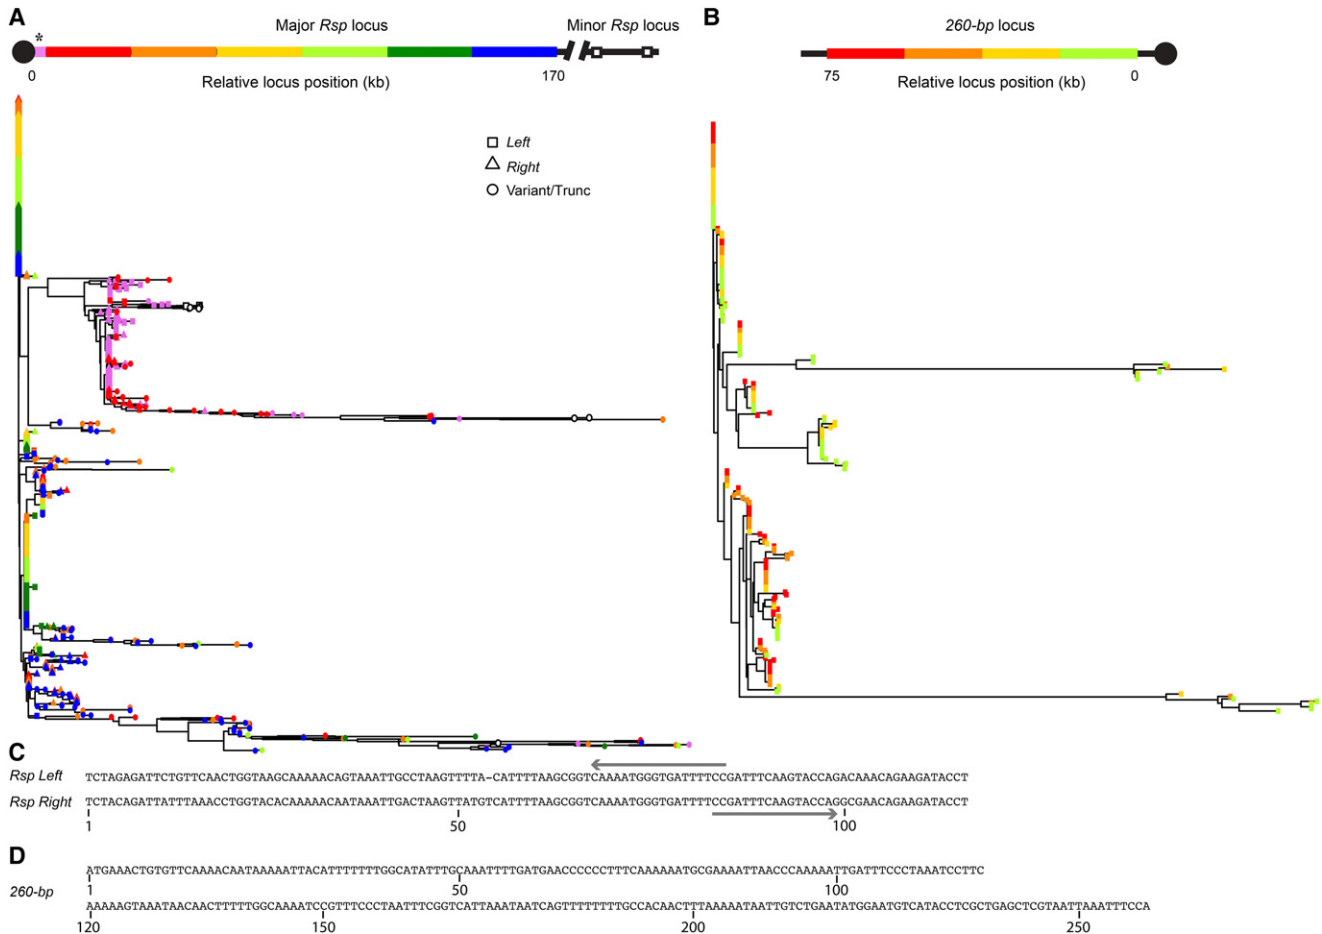 A
B
Major Rsp locus
Minor Rsp locus
260-bp locus
*
0
Relative locus position (kb)
170
75
Relative locus position (kb)
0
Left
Right
Variant/Trunc
C
Rsp Left TCTAGAGATTCTGTTCAACTGGTAAGCAAAAACAGTAAATTGCCTAAGTTTTA-CATTTTAAGCGGTCAAAATGGGTGATTTTCCGATTTCAAGTACCAGACAAACAGAAGATACCT
Rsp Right TCTACAGATTATTTAAACCTGGTACACAAAAACAATAAATTGACTAAGTTATGTCATTTTAAGCGGTCAAAATGGGTGATTTTCCGATTTCAAGTACCAGGCGAACAGAAGATACCT
1 50 100
D
ATGAAACTGTGTTCAAAACAATAAAAATTACATTTTTTTGGCATATTTGCAAATTTTGATGAACCCCCCTTTCAAAAAATGCGAAAATTAACCCAAAAATTGATTTCCCTAAATCCTTC
260-bp
1 50 100
AAAAAGTAAATAACAACTTTTTGGCAAAATCCGTTTCCCTAATTTCGGTCATTAAATAATCAGTTTTTTTTGCCACAACTTTAAAAATAATTGTCTGAATATGGAATGTCATACCTCGCTGAGCTCGTAATTAAATTTCCA
120 150 200 250